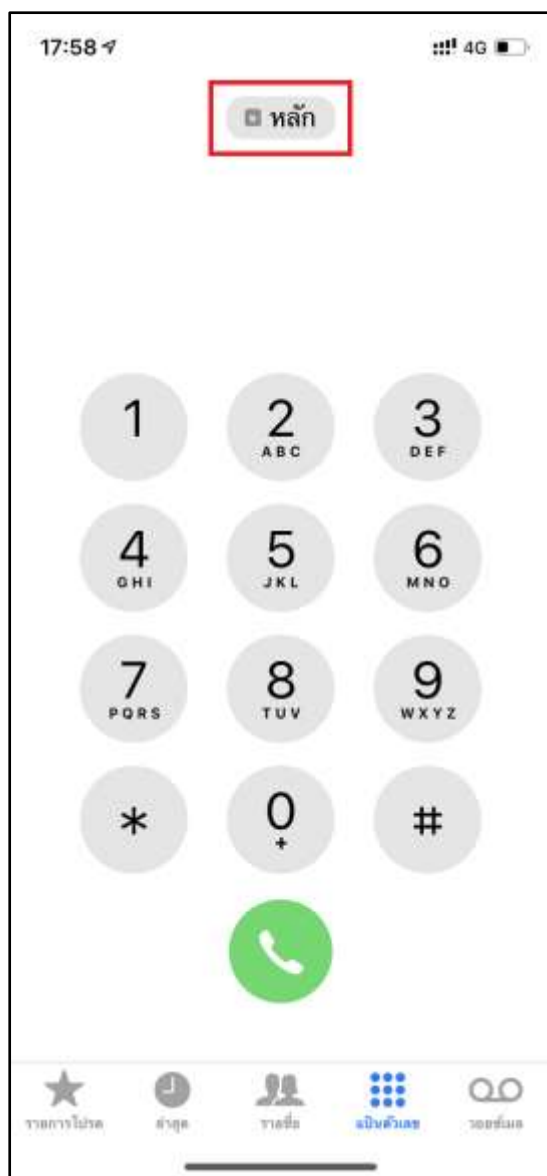 17:58
4G
หลัก
1 2 3
ABC DEF
4 5 6
GHI JKL MNO
7 8 9
PQRS TUV WXYZ
* 0 #
+
รายการโปรด ล่าสุด รายชื่อ แป้นตัวเลข วอยซ์เมล